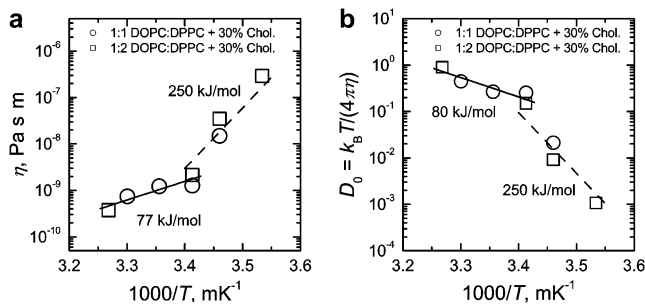 a
1:1 DOPC:DPPC + 30% Chol.
1:2 DOPC:DPPC + 30% Chol.
250 kJ/mol
77 kJ/mol
η, Pa s m
10⁻⁶
10⁻⁷
10⁻⁸
10⁻⁹
10⁻¹⁰
3.2 3.3 3.4 3.5 3.6
1000/T, mK⁻¹
b
1:1 DOPC:DPPC + 30% Chol.
1:2 DOPC:DPPC + 30% Chol.
80 kJ/mol
250 kJ/mol
D₀ = k_BT/(4πη)
10¹
10⁰
10⁻¹
10⁻²
10⁻³
10⁻⁴
3.2 3.3 3.4 3.5 3.6
1000/T, mK⁻¹